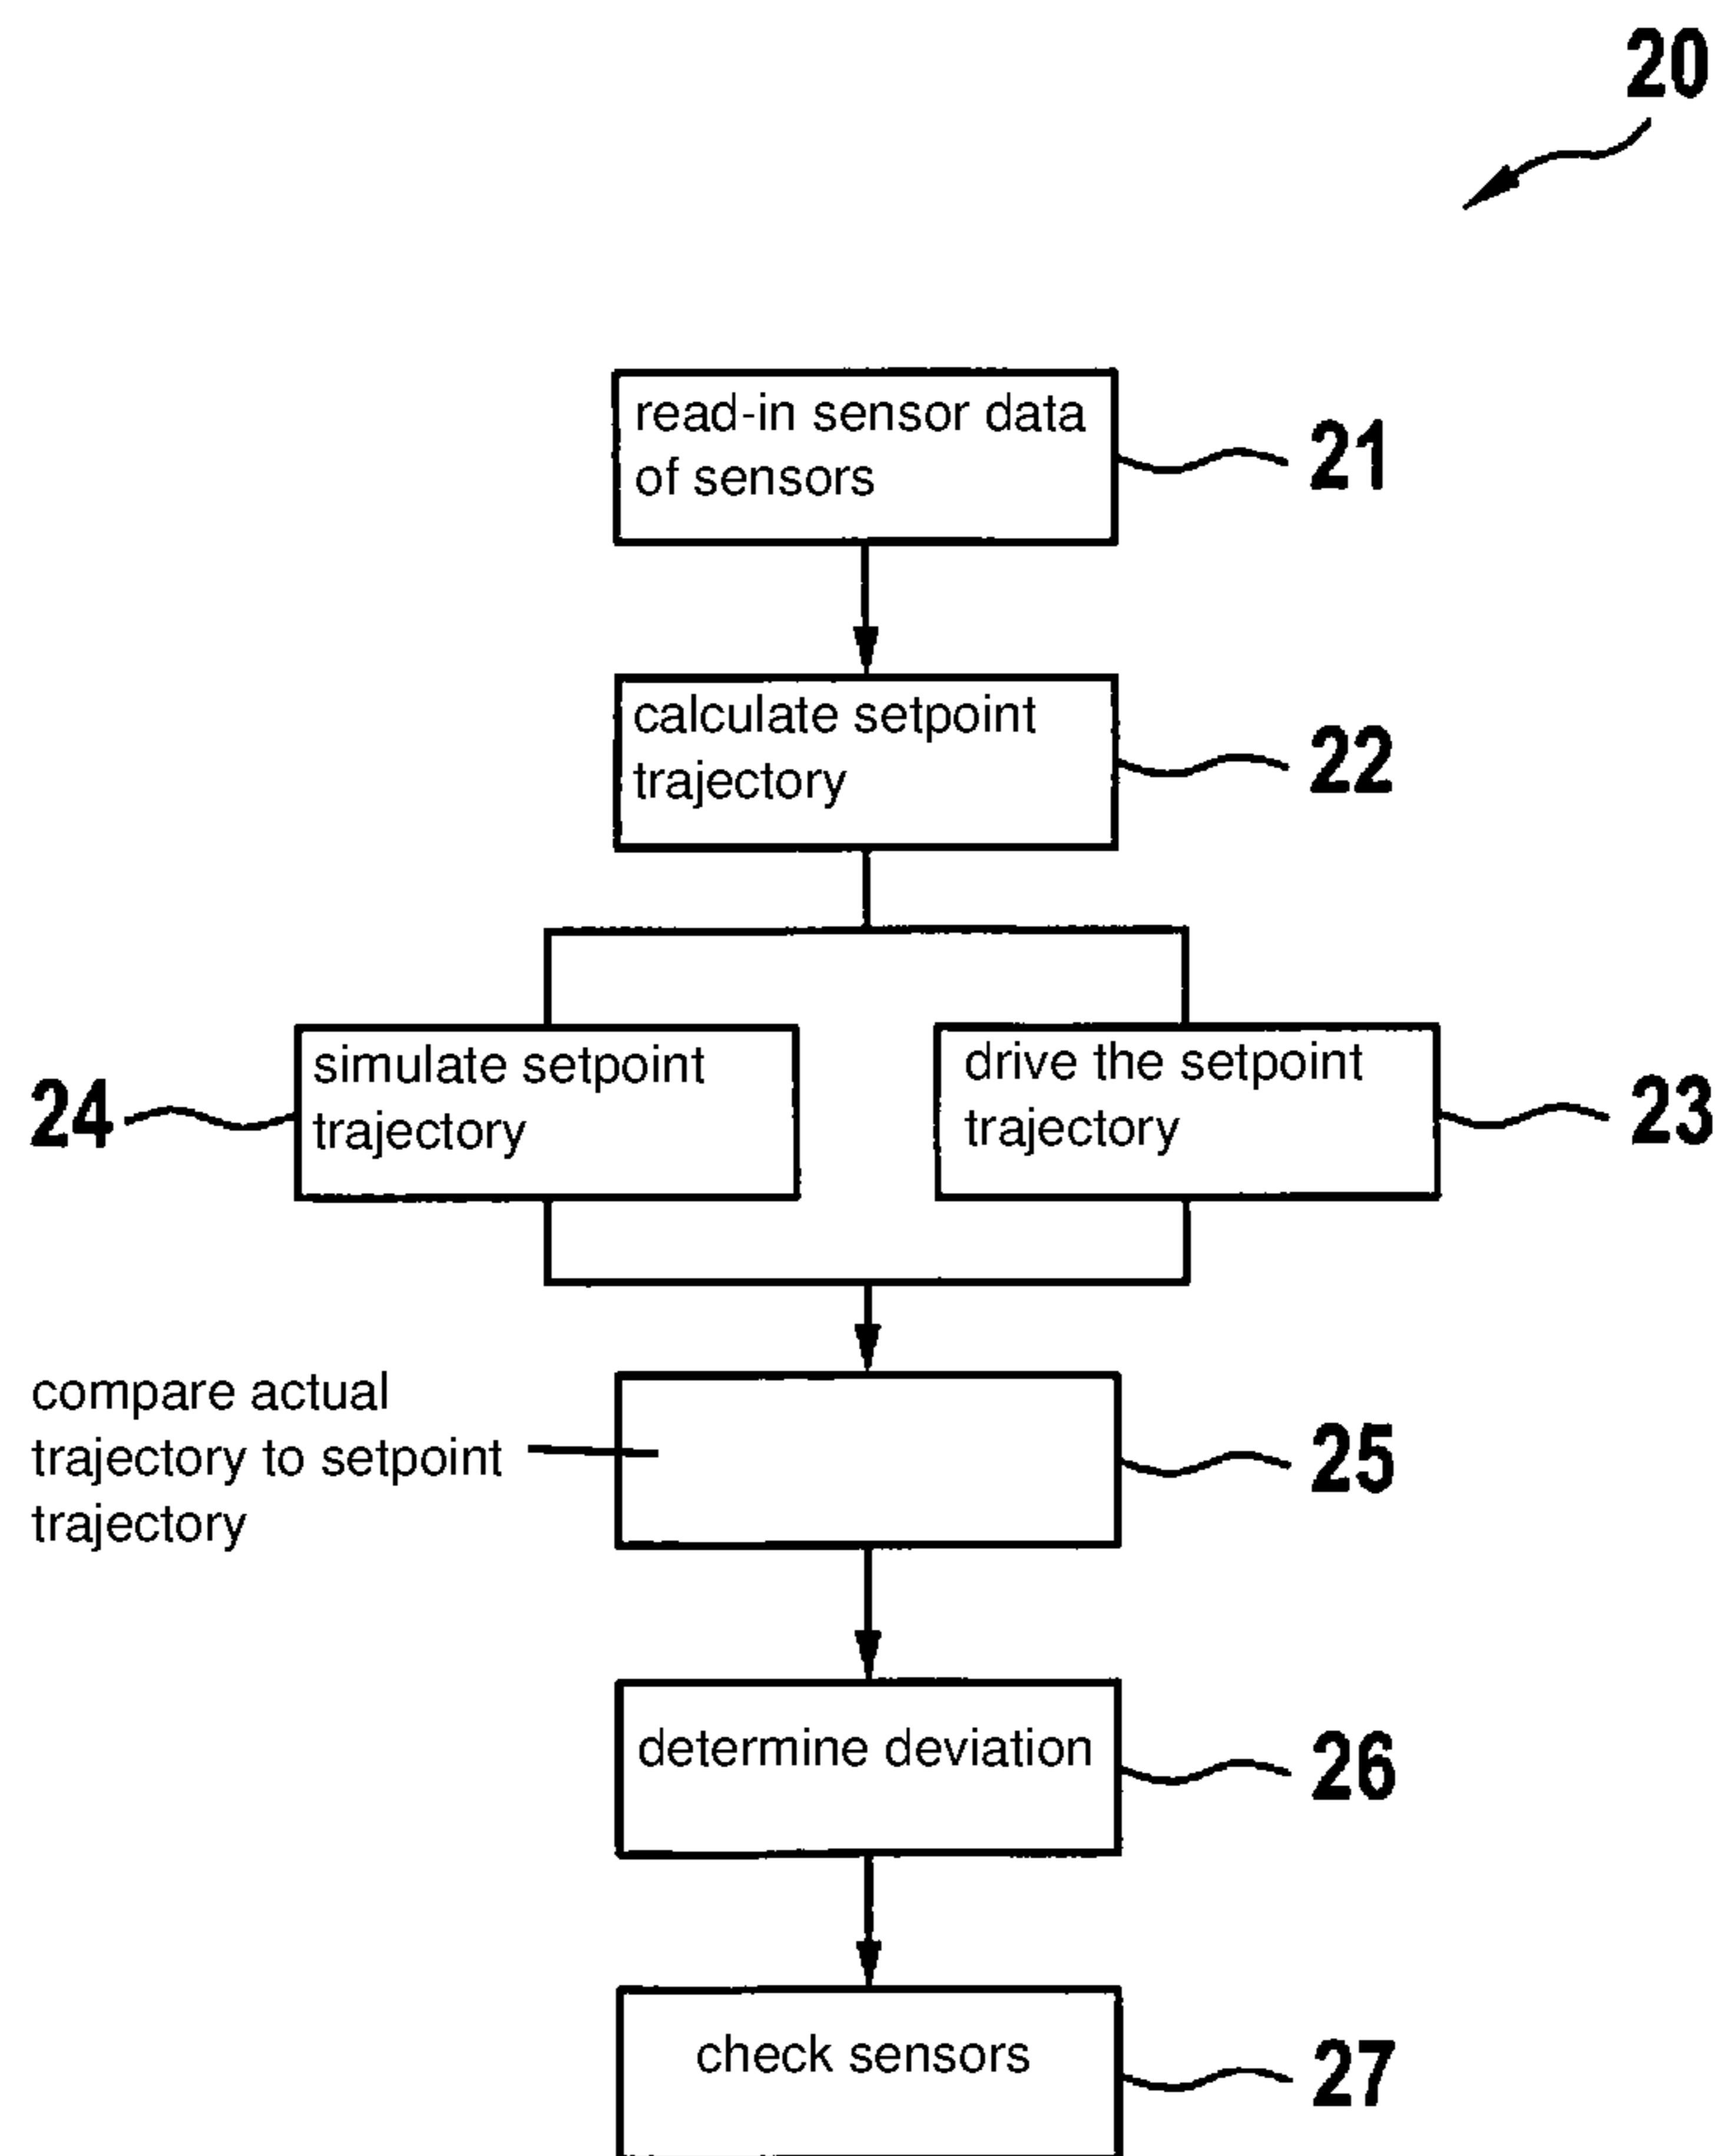 20
read-in sensor data
of sensors
21
calculate setpoint
trajectory
22
24
simulate setpoint
trajectory
drive the setpoint
trajectory
23
compare actual
trajectory to setpoint
trajectory
25
determine deviation
26
check sensors
27